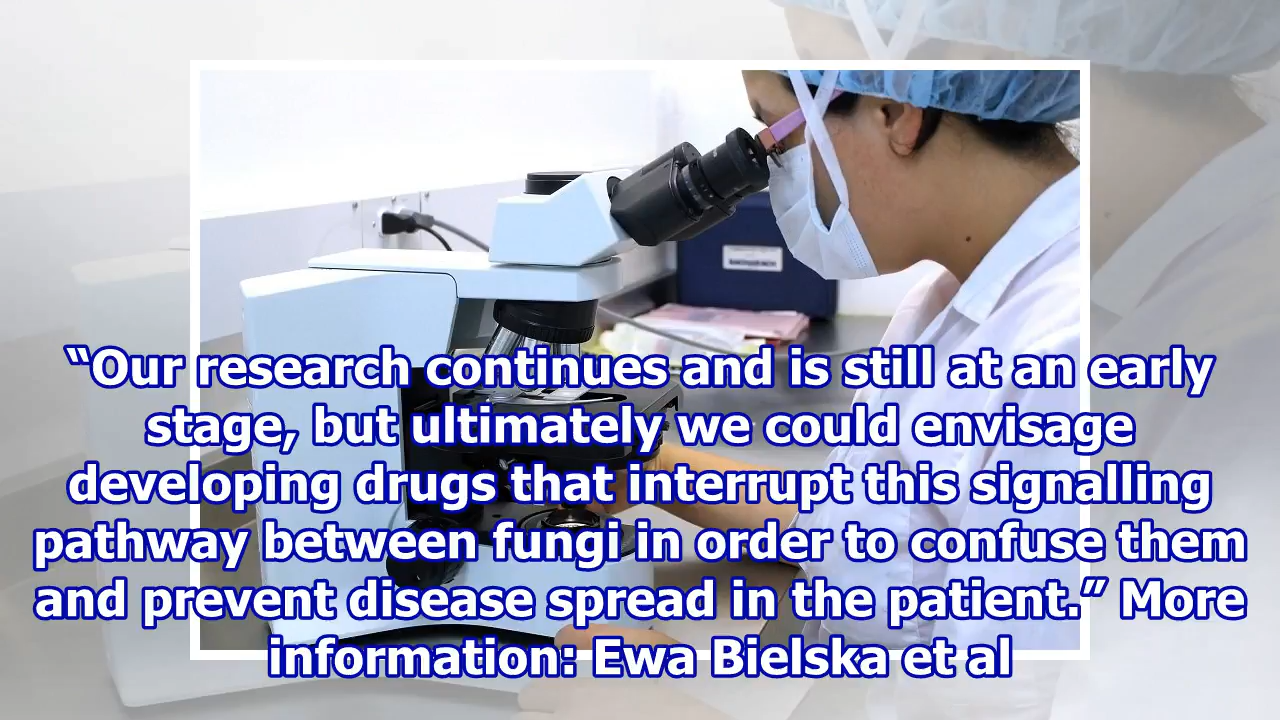 “Our research continues and is still at an early
stage, but ultimately we could envisage
developing drugs that interrupt this signalling
pathway between fungi in order to confuse them
and prevent disease spread in the patient.” More
information: Ewa Bielska et al